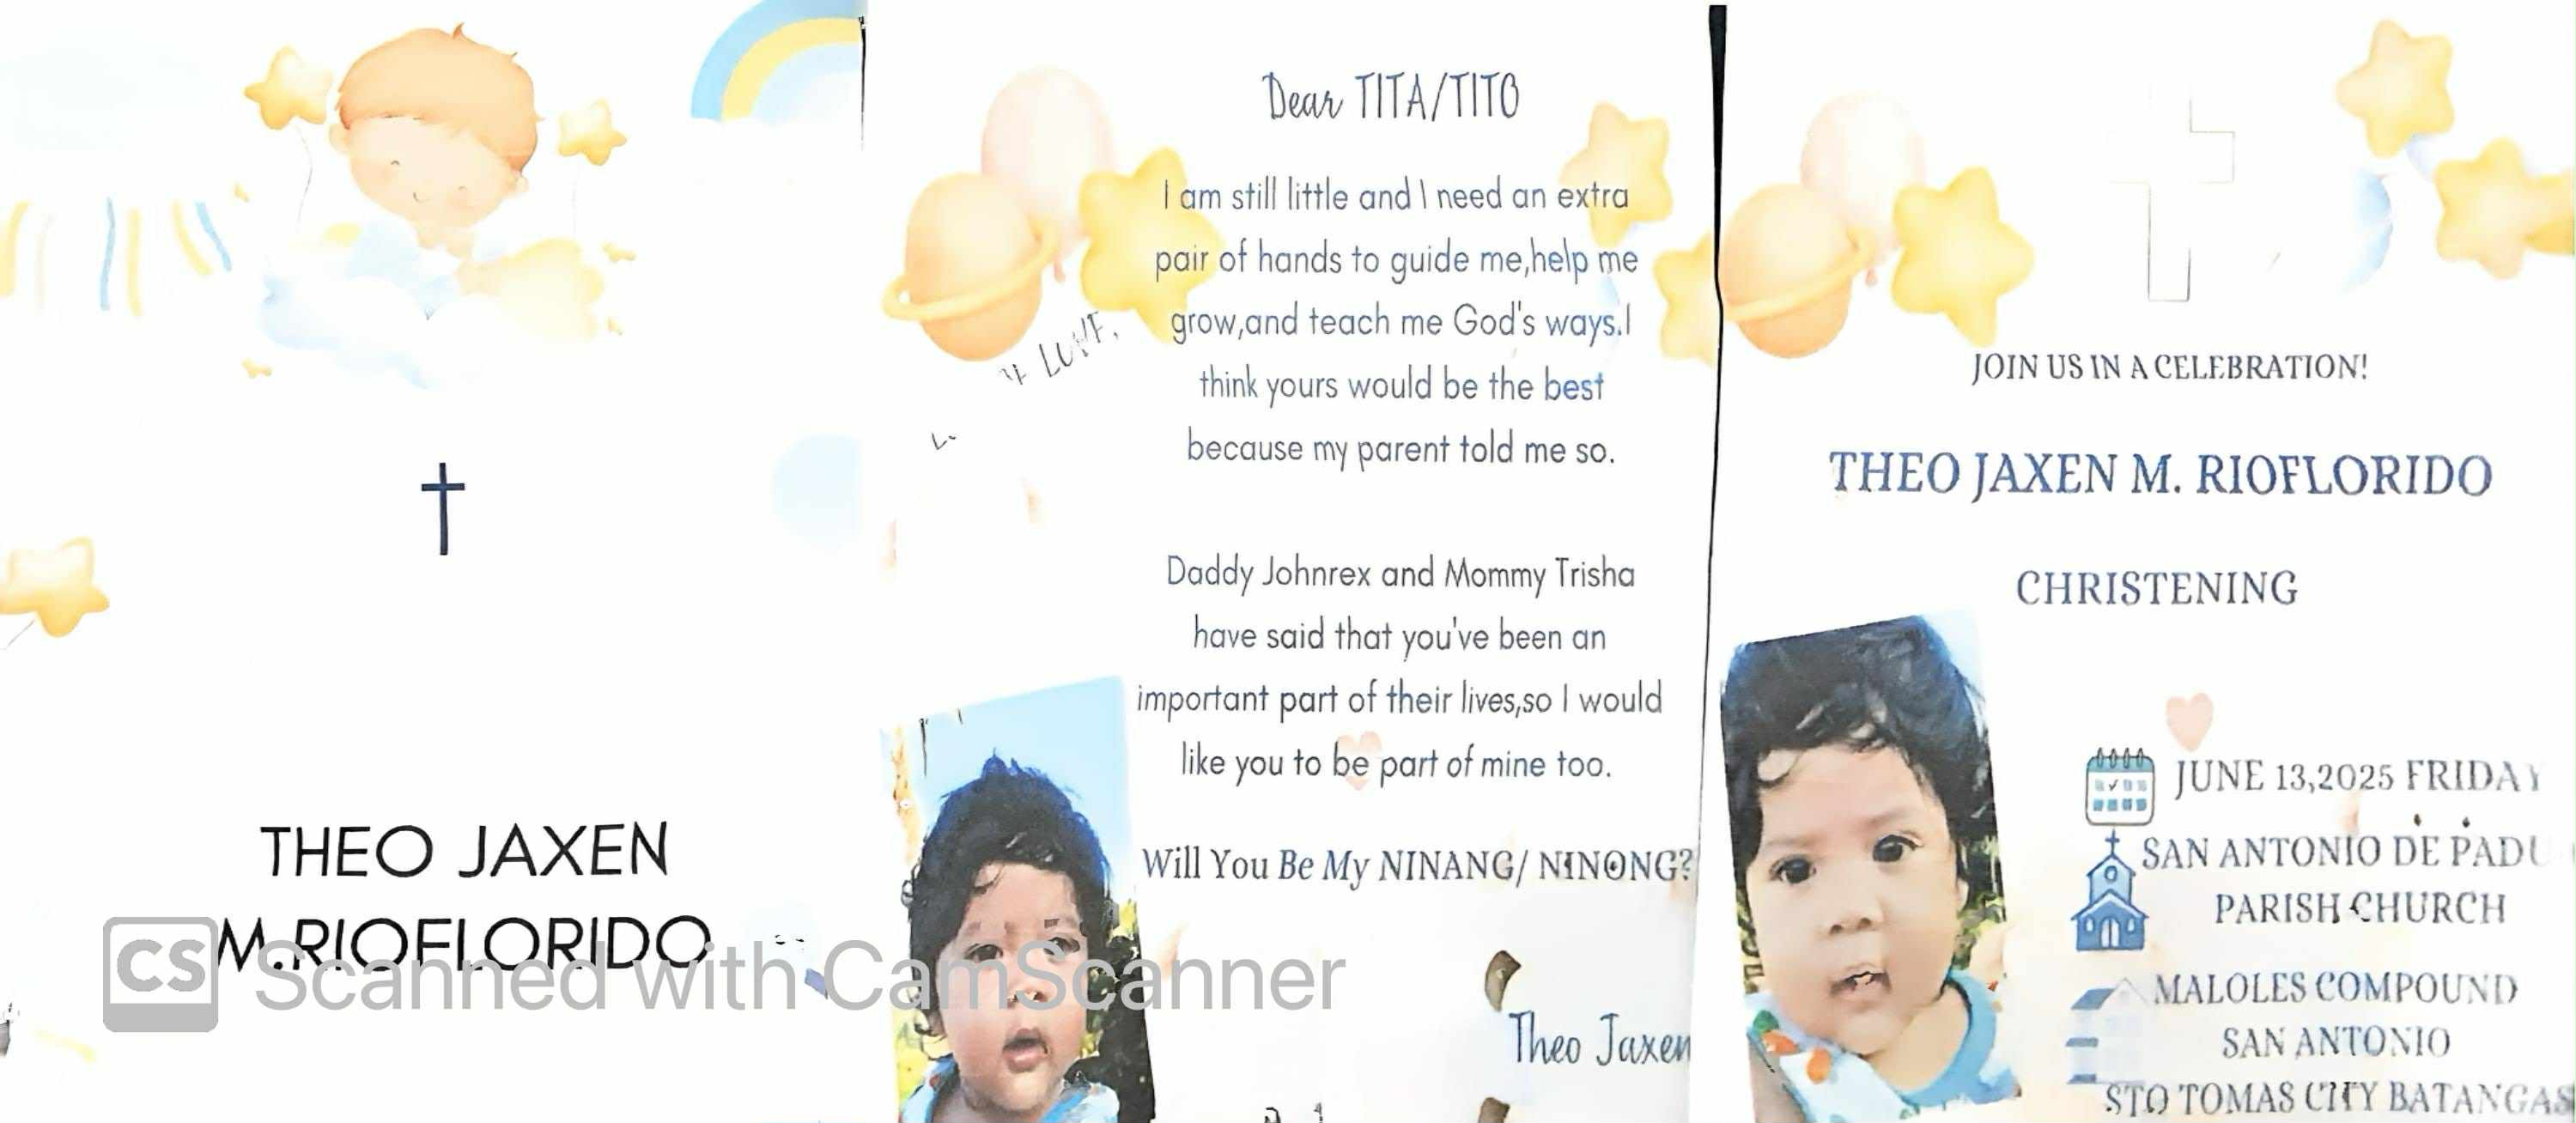 THEO JAXEN
M.RIOFLORIDO
CS Scanned with CamScanner
Dear TITA/TITO
I am still little and I need an extra
pair of hands to guide me,help me
grow,and teach me God's ways.I
think yours would be the best
because my parent told me so.
Daddy Johnrex and Mommy Trisha
have said that you've been an
important part of their lives,so I would
like you to be part of mine too.
Will You Be My NINANG/ NINONG?
Theo Jaxen
JOIN US IN A CELEBRATION!
THEO JAXEN M. RIOFLORIDO
CHRISTENING
JUNE 13,2025 FRIDAY
SAN ANTONIO DE PADU
PARISH CHURCH
MALOLES COMPOUND
SAN ANTONIO
STO TOMAS CITY BATANGAS